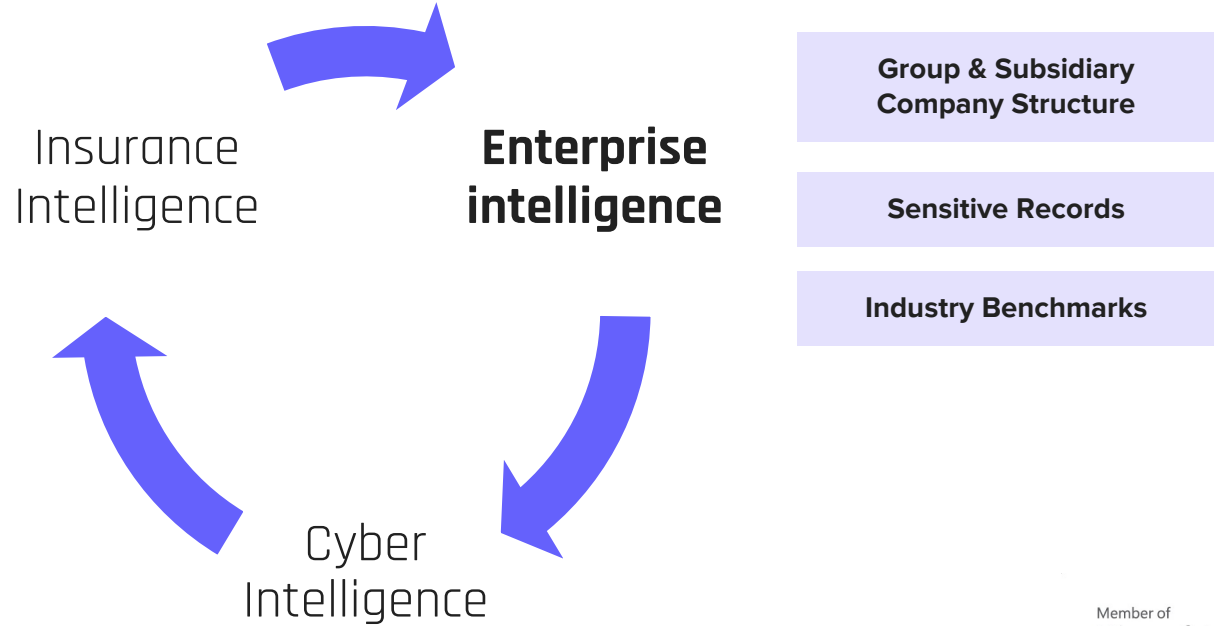 Insurance
Intelligence
Enterprise
intelligence
Cyber
Intelligence
Group & Subsidiary
Company Structure
Sensitive Records
Industry Benchmarks
Member of